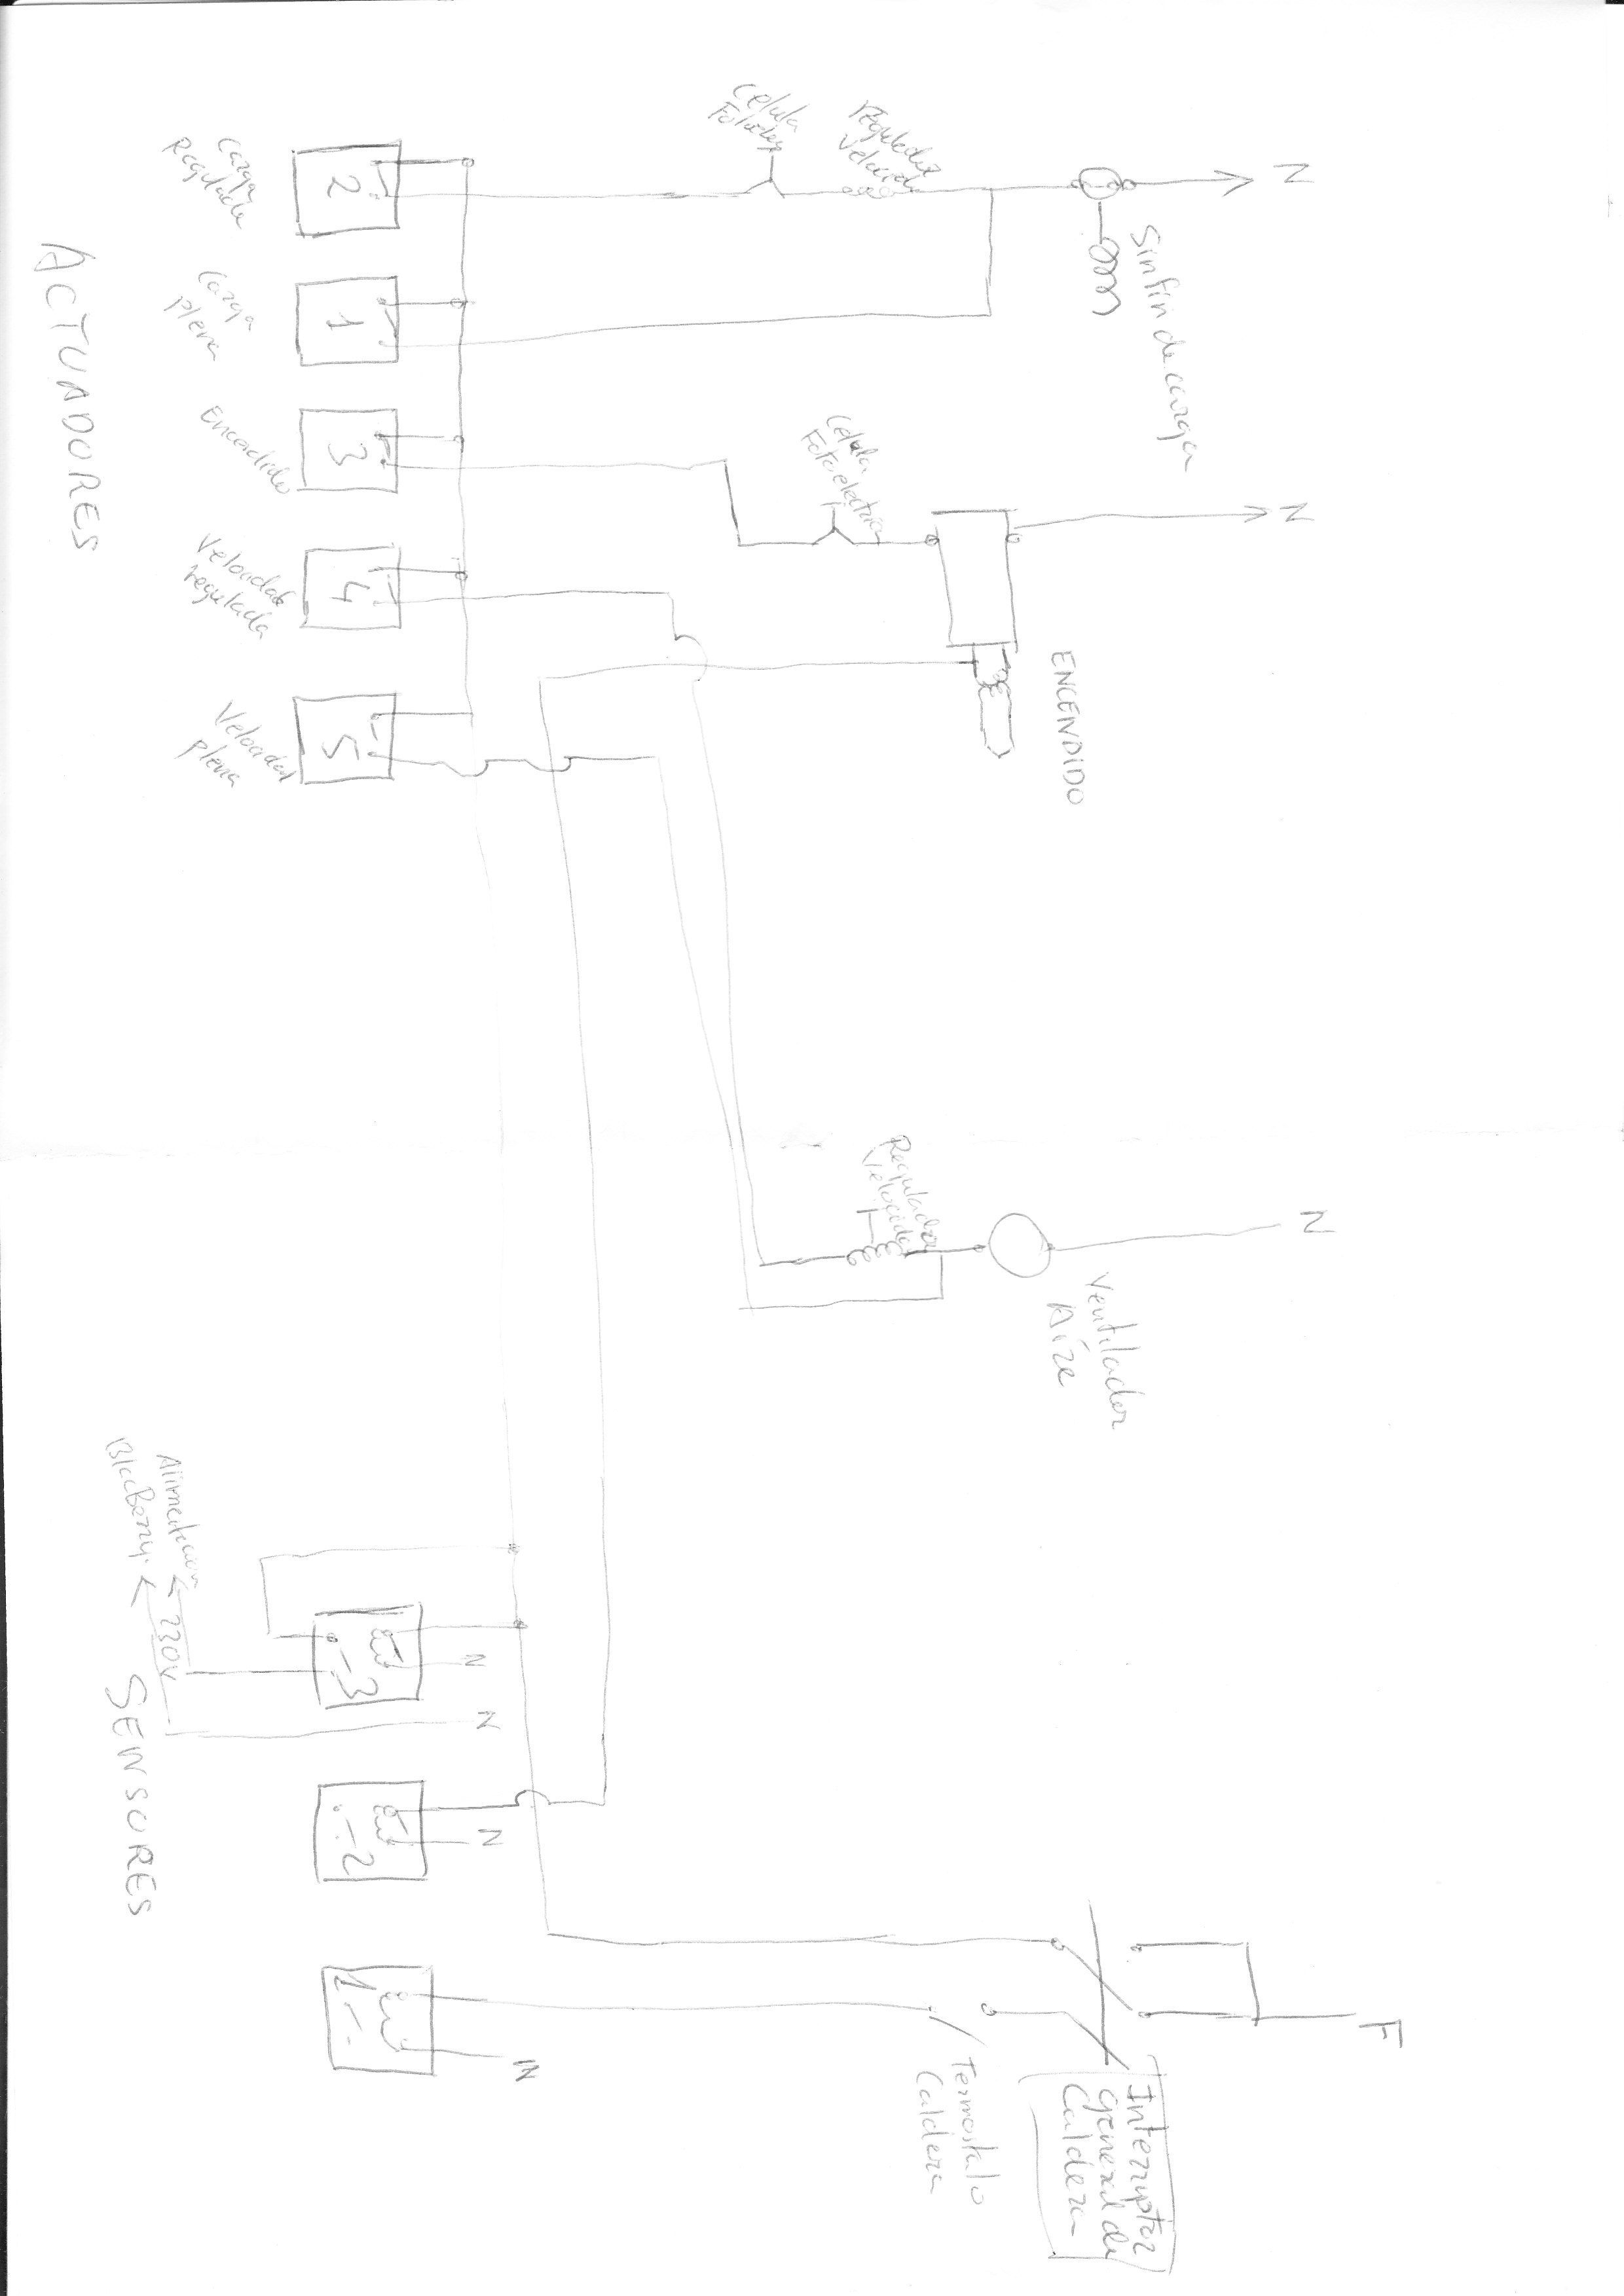 N
Sinfin de carga
Regulador
Velocidad
Celula
2
Carga
Regulada
1
Carga
plena
N
ENCENDIDO
Celula
Fotoelectrica
3
Encendido
4
Velocidad
regulada
5
Velocidad
plena
ACTUADORES
N
Ventilador
Aire
Regulador
Velocidad
Alimentacion
230V
3
N
N
2
N
1
N
SENSORES
F
Interruptor
general de
Caldera
Termostato
Caldera